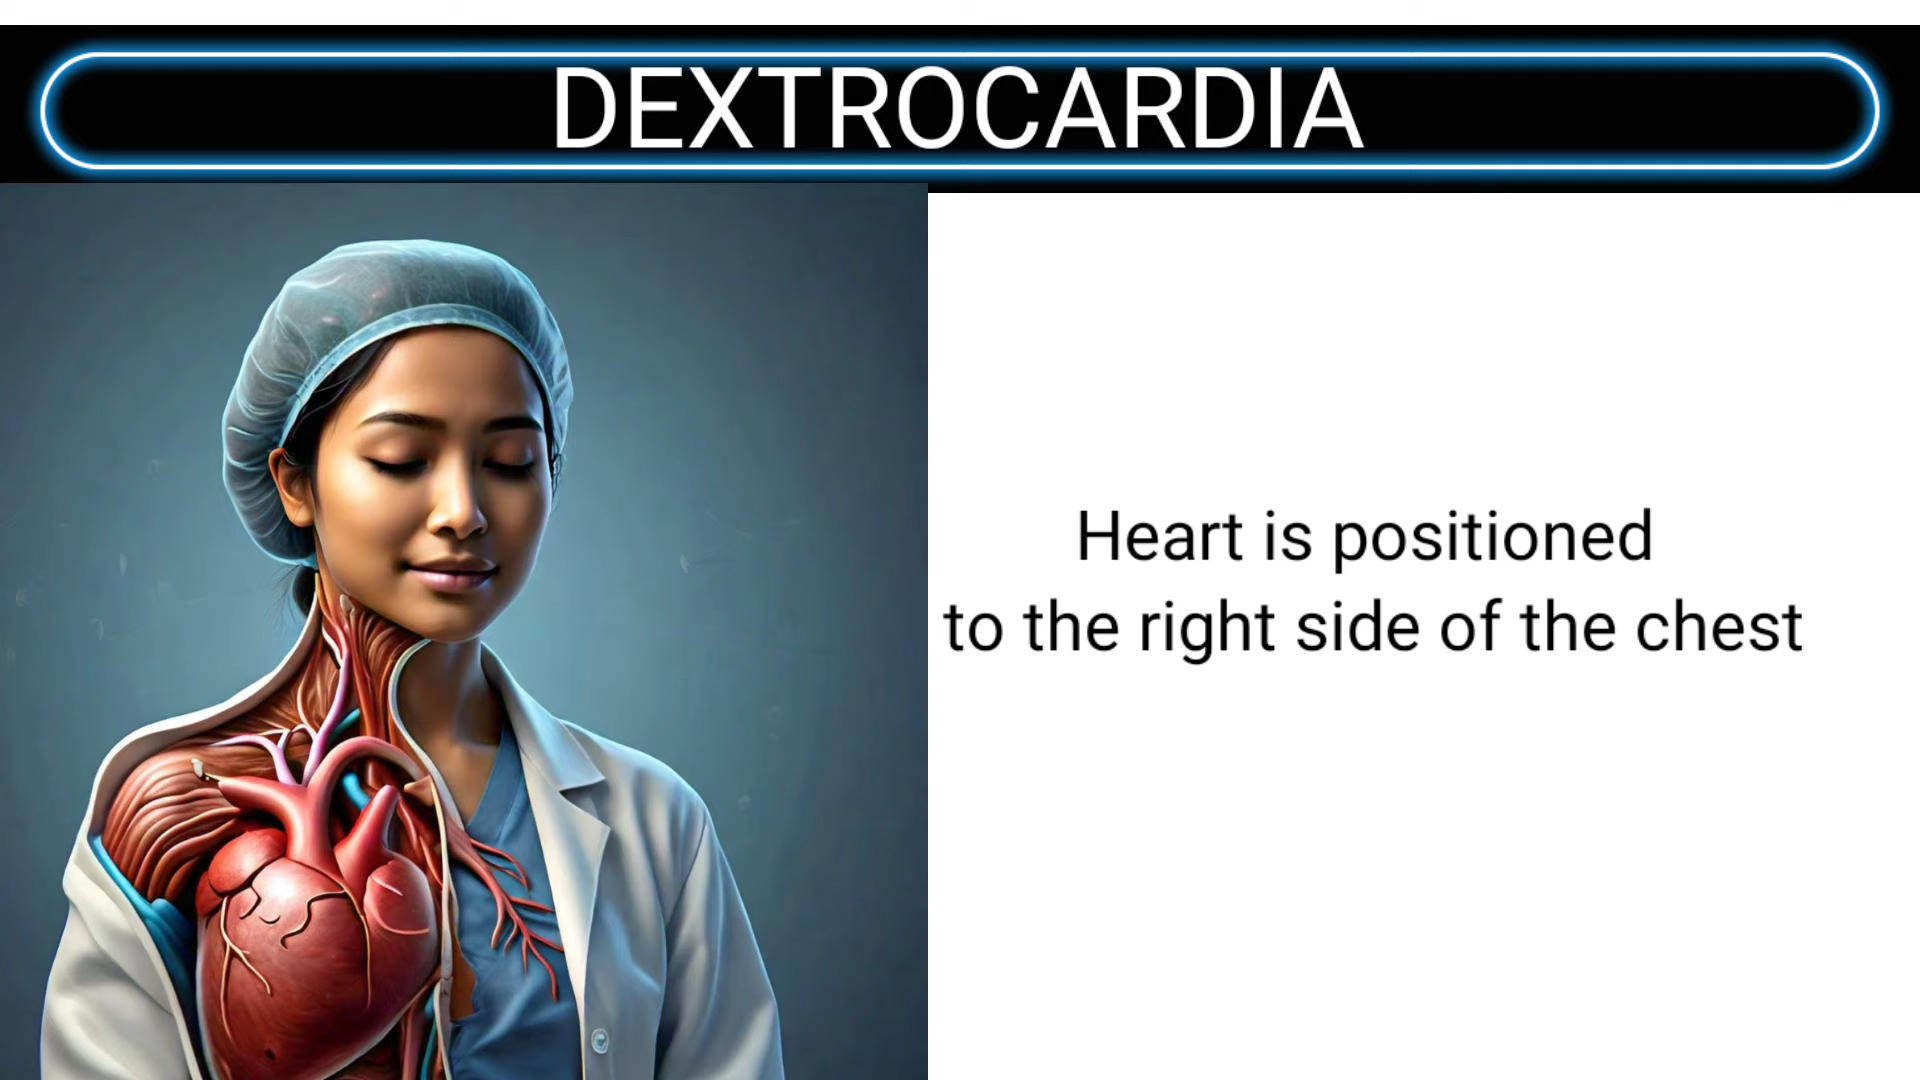 DEXTROCARDIA
Heart is positioned
to the right side of the chest